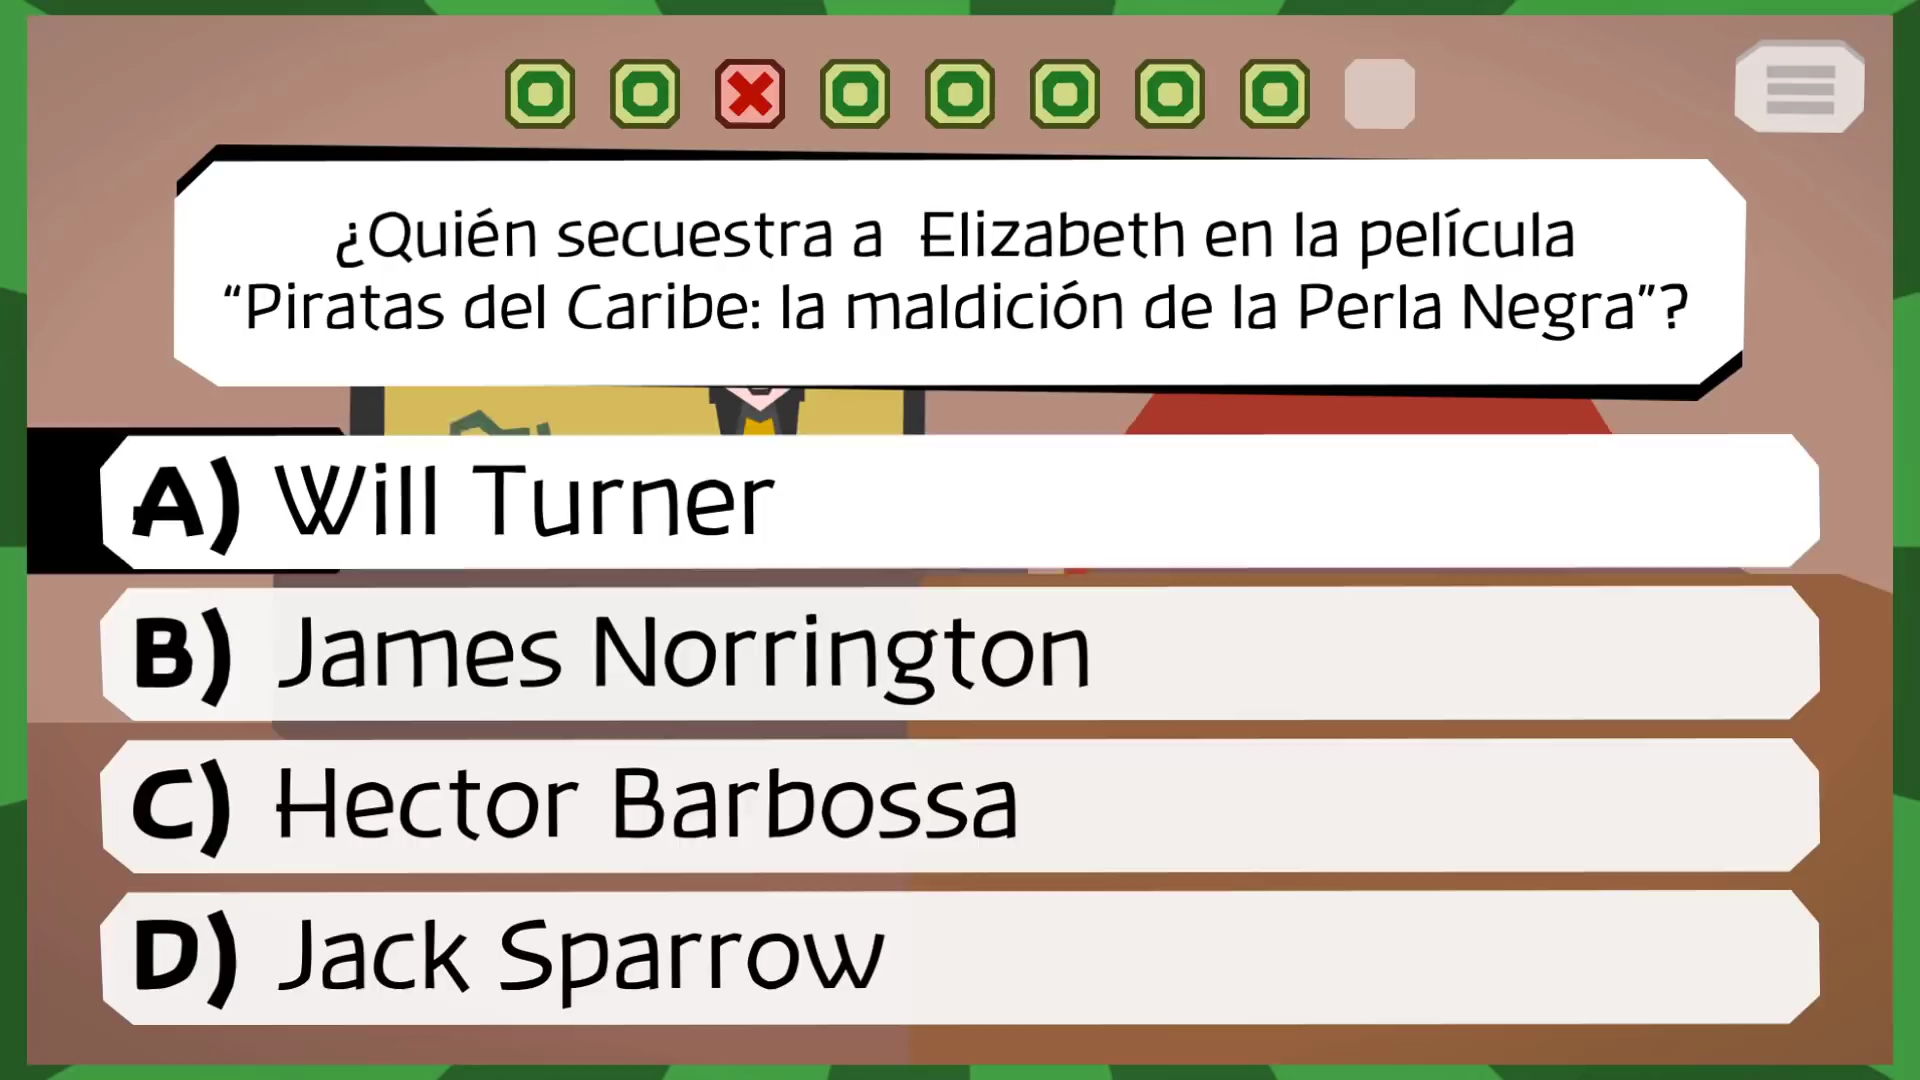 ¿Quién secuestra a Elizabeth en la película
“Piratas del Caribe: la maldición de la Perla Negra”?
A) Will Turner
B) James Norrington
C) Hector Barbossa
D) Jack Sparrow